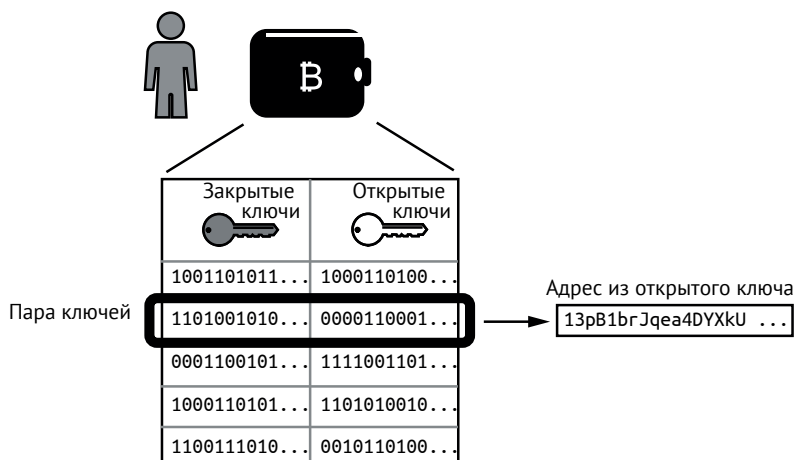 ₿
Закрытые Открытые
ключи ключи
1001101011... 1000110100...
Адрес из открытого ключа
Пара ключей 1101001010... 0000110001... 13pB1brJqea4DYXkU ...
0001100101... 1111001101...
1000110101... 1101010010...
1100111010... 0010110100...